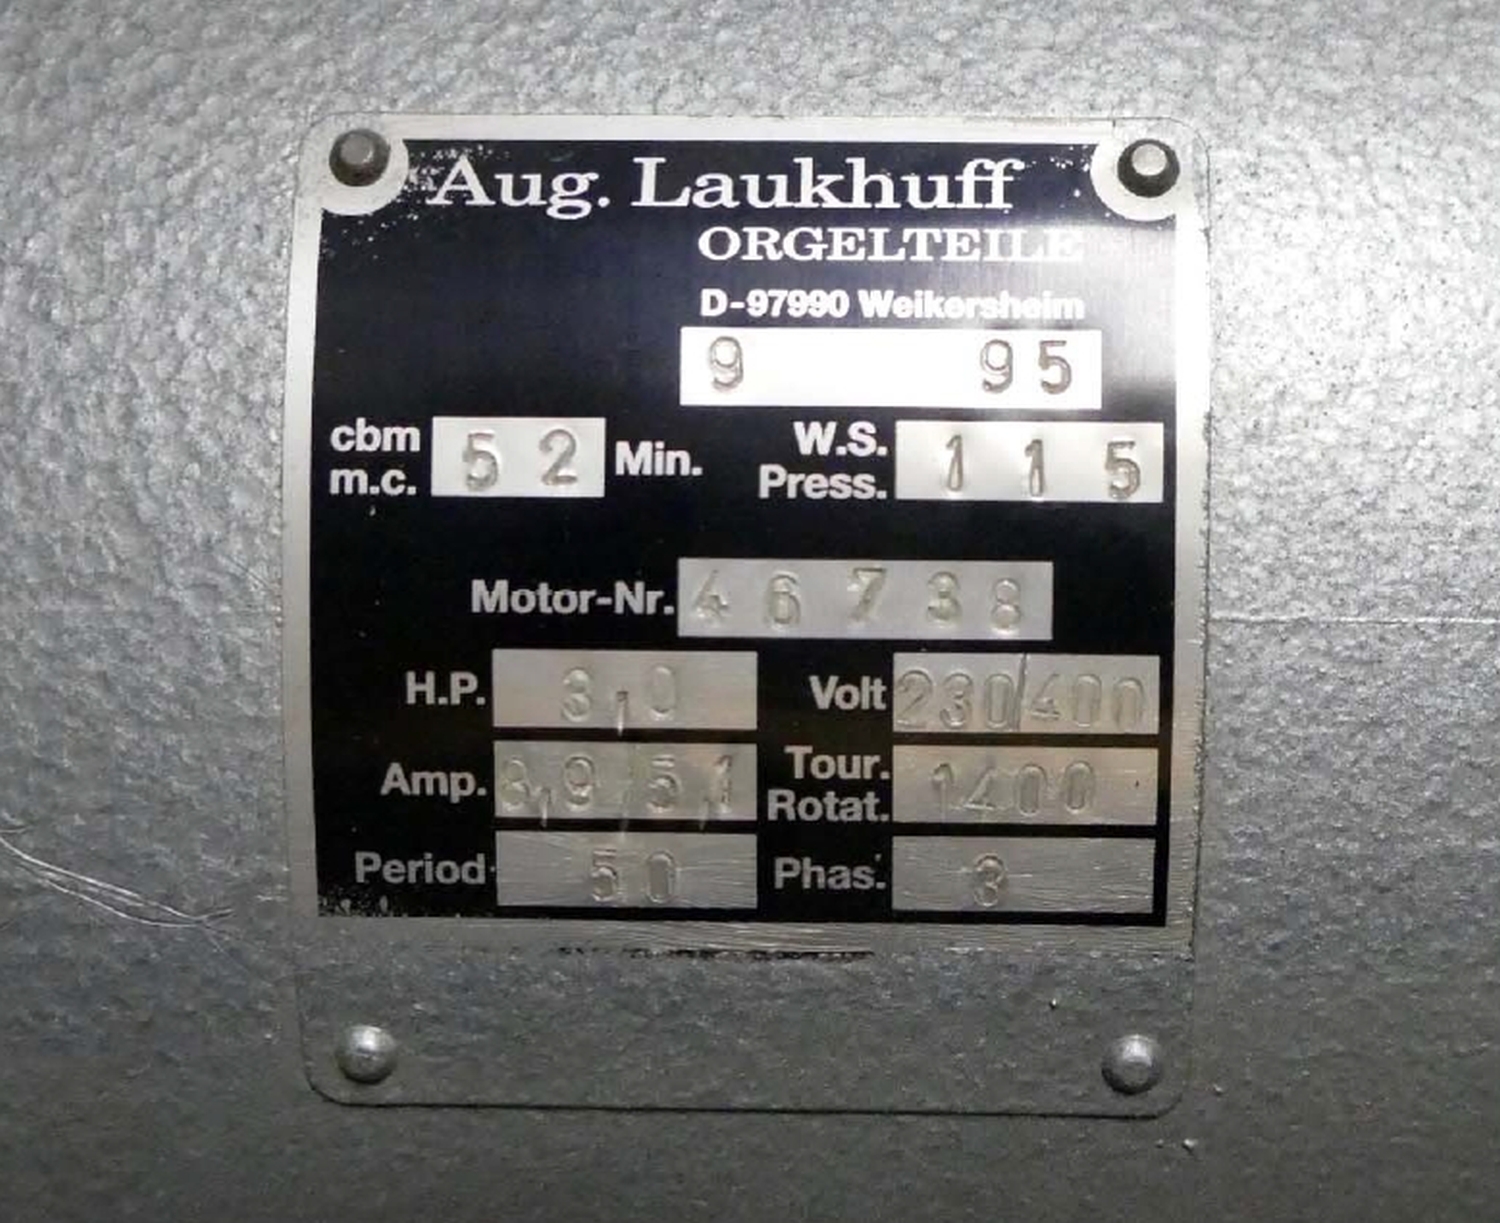 Aug. Laukhuff
ORGELTEILE
D-97990 Weikersheim
9 95
cbm m.c. 52 Min. W.S. Press. 115
Motor-Nr. 46738
H.P. 3,0 Volt 230/400
Amp. 8,9/5,1 Tour. Rotat. 1400
Period. 50 Phas. 3